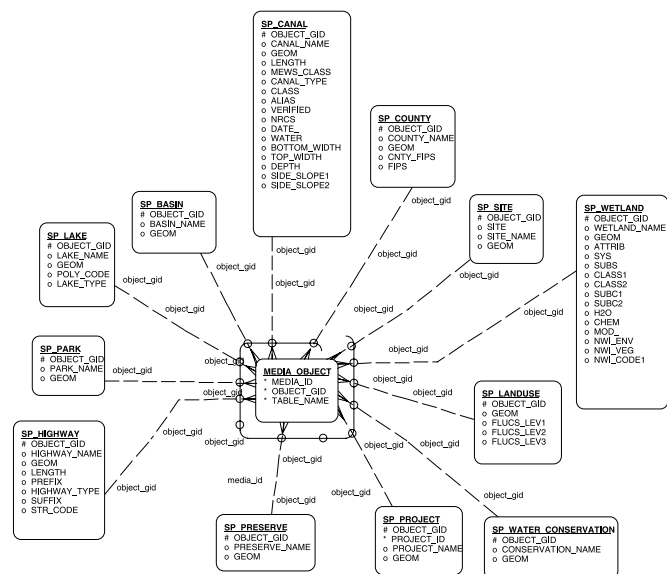 SP_CANAL
# OBJECT_GID
o CANAL_NAME
o GEOM
o LENGTH
o MEWS_CLASS
o CANAL_TYPE
o CLASS
o ALIAS
o VERIFIED
o NRCS
o DATE_
o WATER
o BOTTOM_WIDTH
o TOP_WIDTH
o DEPTH
o SIDE_SLOPE1
o SIDE_SLOPE2
SP_COUNTY
# OBJECT_GID
o COUNTY_NAME
o GEOM
o CNTY_FIPS
o FIPS
SP_BASIN
# OBJECT_GID
o BASIN_NAME
o GEOM
SP_SITE
# OBJECT_GID
o SITE
o SITE_NAME
o GEOM
SP_WETLAND
# OBJECT_GID
o WETLAND_NAME
o GEOM
o ATTRIB
o SYS
o SUBS
o CLASS1
o CLASS2
o SUBC1
o SUBC2
o H2O
o CHEM
o MOD_
o NWI_ENV
o NWI_VEG
o NWI_CODE1
SP_LAKE
# OBJECT_GID
o LAKE_NAME
o GEOM
o POLY_CODE
o LAKE_TYPE
object_gid
object_gid
object_gid
object_gid
object_gid
object_gid
object_gid
object_gid
object_gid
object_gid
object_gid
object_gid
SP_PARK
# OBJECT_GID
o PARK_NAME
o GEOM
object_gid
object_gid
MEDIA_OBJECT
* MEDIA_ID
* OBJECT_GID
* TABLE_NAME
object_gid
SP_LANDUSE
# OBJECT_GID
o GEOM
o FLUCS_LEV1
o FLUCS_LEV2
o FLUCS_LEV3
SP_HIGHWAY
# OBJECT_GID
o HIGHWAY_NAME
o GEOM
o LENGTH
o PREFIX
o HIGHWAY_TYPE
o SUFFIX
o STR_CODE
object_gid
object_gid
object_gid
object_gid
object_gid
object_gid
object_gid
object_gid
media_id
object_gid
object_gid
object_gid
SP_PRESERVE
# OBJECT_GID
o PRESERVE_NAME
o GEOM
SP_PROJECT
# OBJECT_GID
* PROJECT_ID
o PROJECT_NAME
o GEOM
SP_WATER_CONSERVATION
# OBJECT_GID
o CONSERVATION_NAME
o GEOM